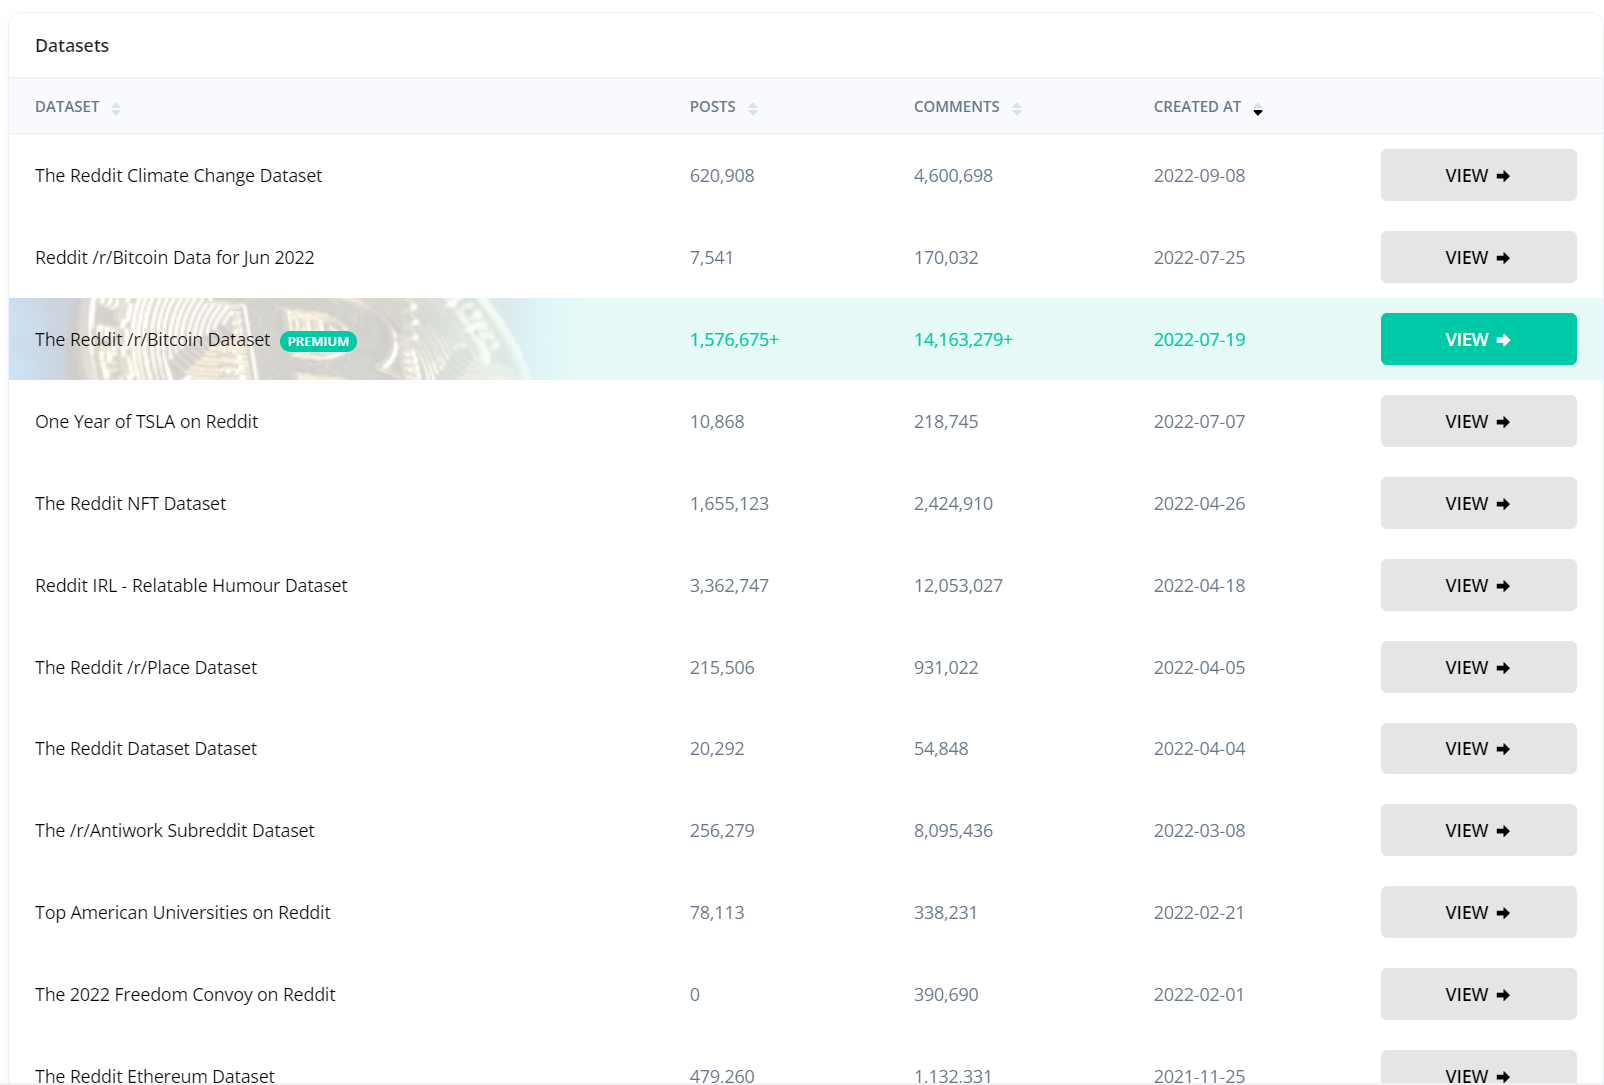 Datasets
DATASET POSTS COMMENTS CREATED AT
The Reddit Climate Change Dataset 620,908 4,600,698 2022-09-08 VIEW
Reddit /r/Bitcoin Data for Jun 2022 7,541 170,032 2022-07-25 VIEW
The Reddit /r/Bitcoin Dataset PREMIUM 1,576,675+ 14,163,279+ 2022-07-19 VIEW
One Year of TSLA on Reddit 10,868 218,745 2022-07-07 VIEW
The Reddit NFT Dataset 1,655,123 2,424,910 2022-04-26 VIEW
Reddit IRL - Relatable Humour Dataset 3,362,747 12,053,027 2022-04-18 VIEW
The Reddit /r/Place Dataset 215,506 931,022 2022-04-05 VIEW
The Reddit Dataset Dataset 20,292 54,848 2022-04-04 VIEW
The /r/Antiwork Subreddit Dataset 256,279 8,095,436 2022-03-08 VIEW
Top American Universities on Reddit 78,113 338,231 2022-02-21 VIEW
The 2022 Freedom Convoy on Reddit 0 390,690 2022-02-01 VIEW
The Reddit Ethereum Dataset 479,260 1,132,331 2021-11-25 VIEW